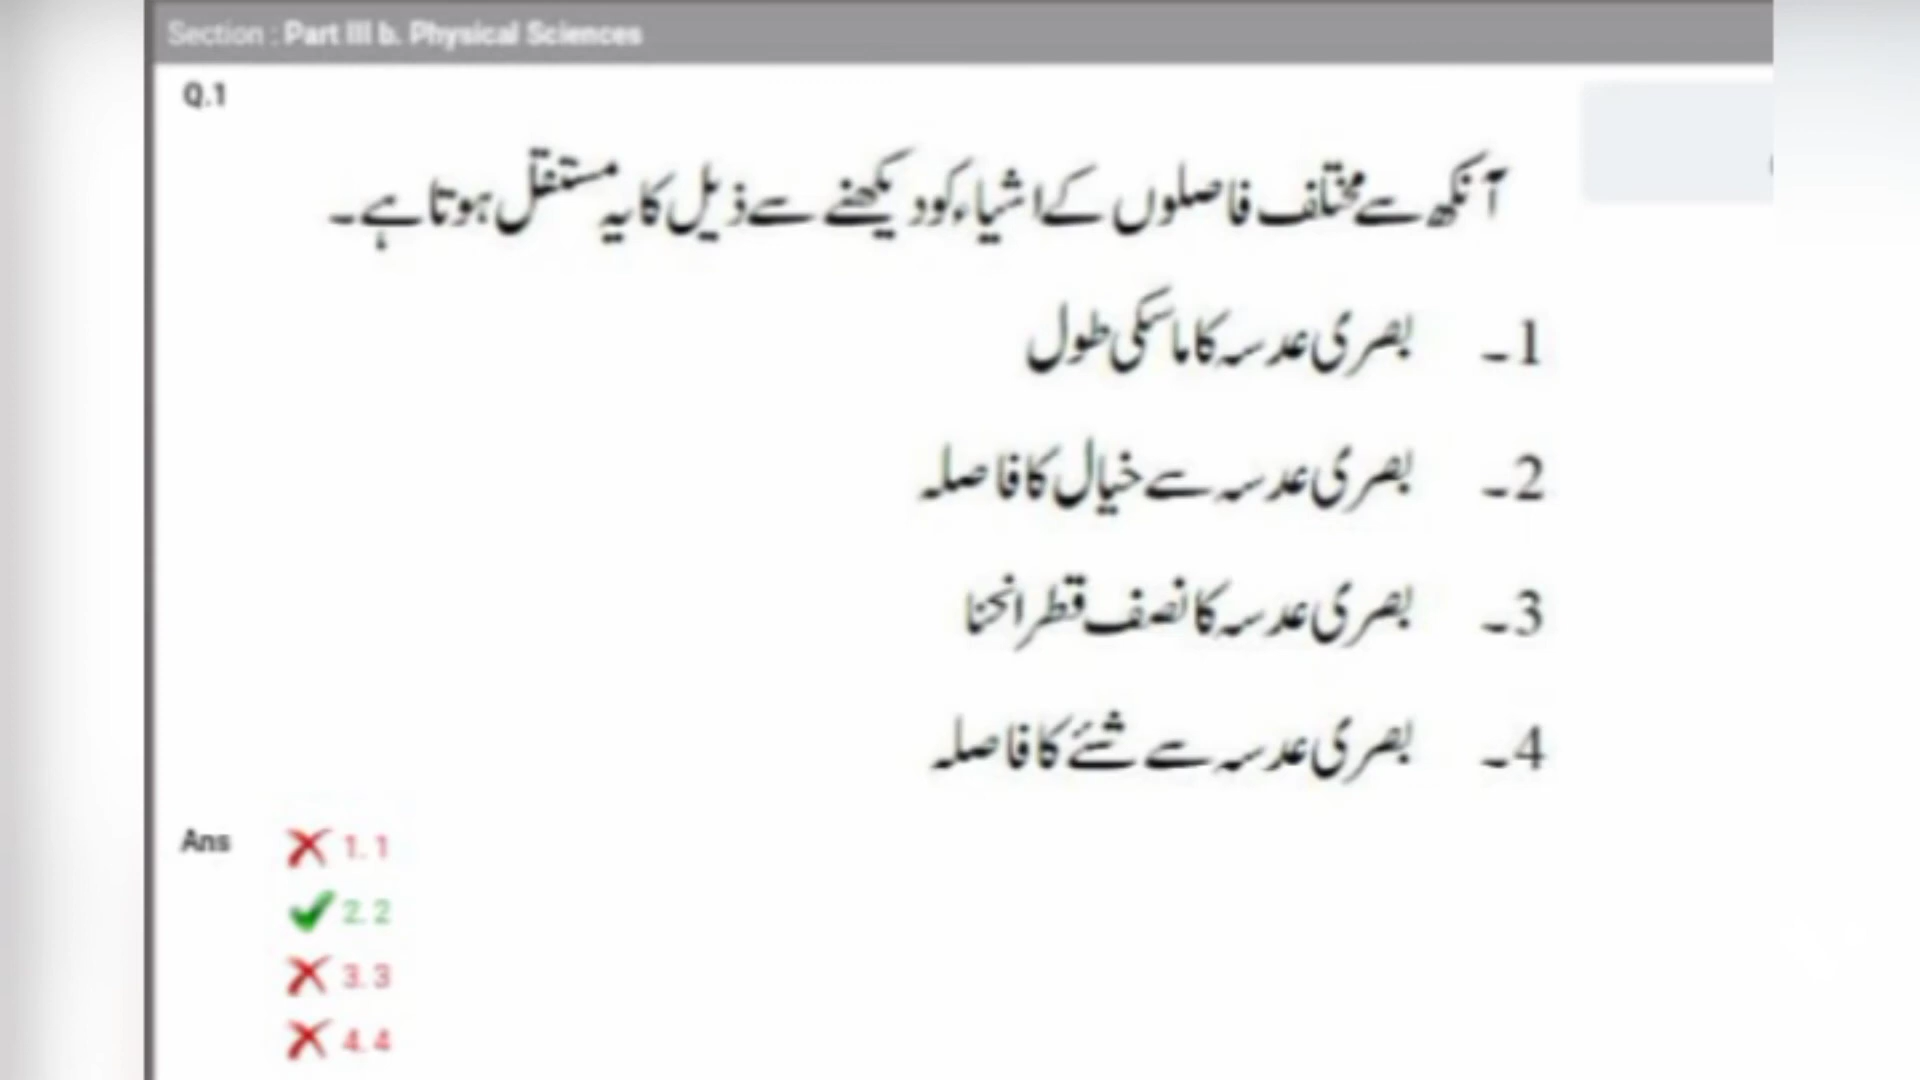 Section : Part III b. Physical Sciences
Q.1
آنکھ سے مختلف فاصلوں کے اشیاء کو دیکھنے سے ذیل کا یہ مستقل ہوتا ہے۔
1۔ بصری عدسہ کا ماسکی طول
2۔ بصری عدسہ سے خیال کا فاصلہ
3۔ بصری عدسہ کا نصف قطر انحنا
4۔ بصری عدسہ سے شئے کا فاصلہ
Ans 1. 1
2. 2
3. 3
4. 4